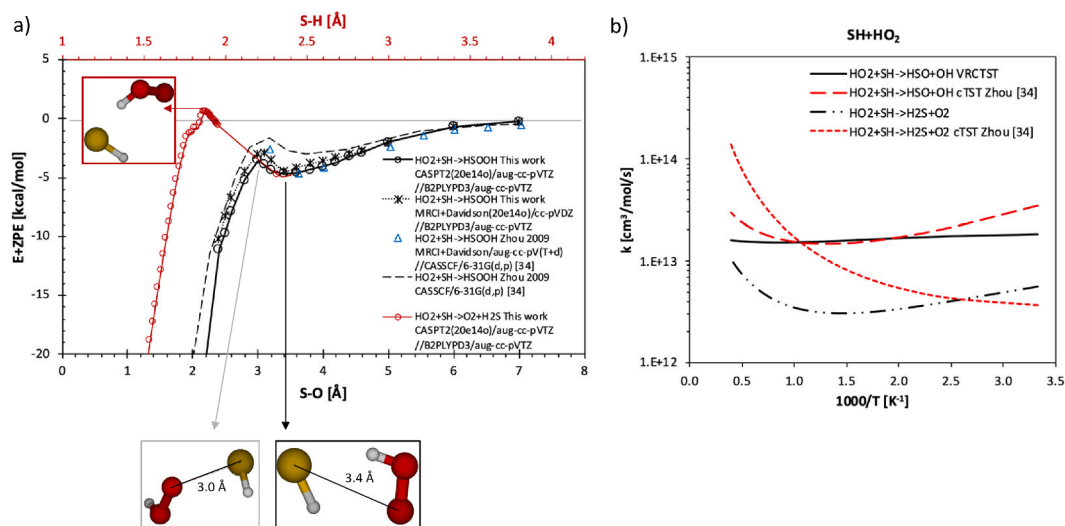 a)
S-H [Å]
1 1.5 2 2.5 3 3.5 4
E+ZPE [kcal/mol]
5
0
-5
-10
-15
-20
HO2+SH->HSOOH This work
CASPT2(20e14o)/aug-cc-pVTZ
//B2PLYPD3/aug-cc-pVTZ
HO2+SH->HSOOH This work
MRCI+Davidson(20e14o)/cc-pVDZ
//B2PLYPD3/aug-cc-pVTZ
HO2+SH->HSOOH Zhou 2009
MRCI+Davidson/aug-cc-pV(T+d)
//CASSCF/6-31G(d,p) [34]
HO2+SH->HSOOH Zhou 2009
CASSCF/6-31G(d,p) [34]
HO2+SH->O2+H2S This work
CASPT2(20e14o)/aug-cc-pVTZ
//B2PLYPD3/aug-cc-pVTZ
0 1 2 3 4 5 6 7 8
S-O [Å]
3.0 Å
3.4 Å
b)
SH+HO2
k [cm³/mol/s]
1.E+15
1.E+14
1.E+13
1.E+12
HO2+SH->HSO+OH VRCTST
HO2+SH->HSO+OH cTST Zhou [34]
HO2+SH->H2S+O2
HO2+SH->H2S+O2 cTST Zhou [34]
0.0 0.5 1.0 1.5 2.0 2.5 3.0 3.5
1000/T [K⁻¹]